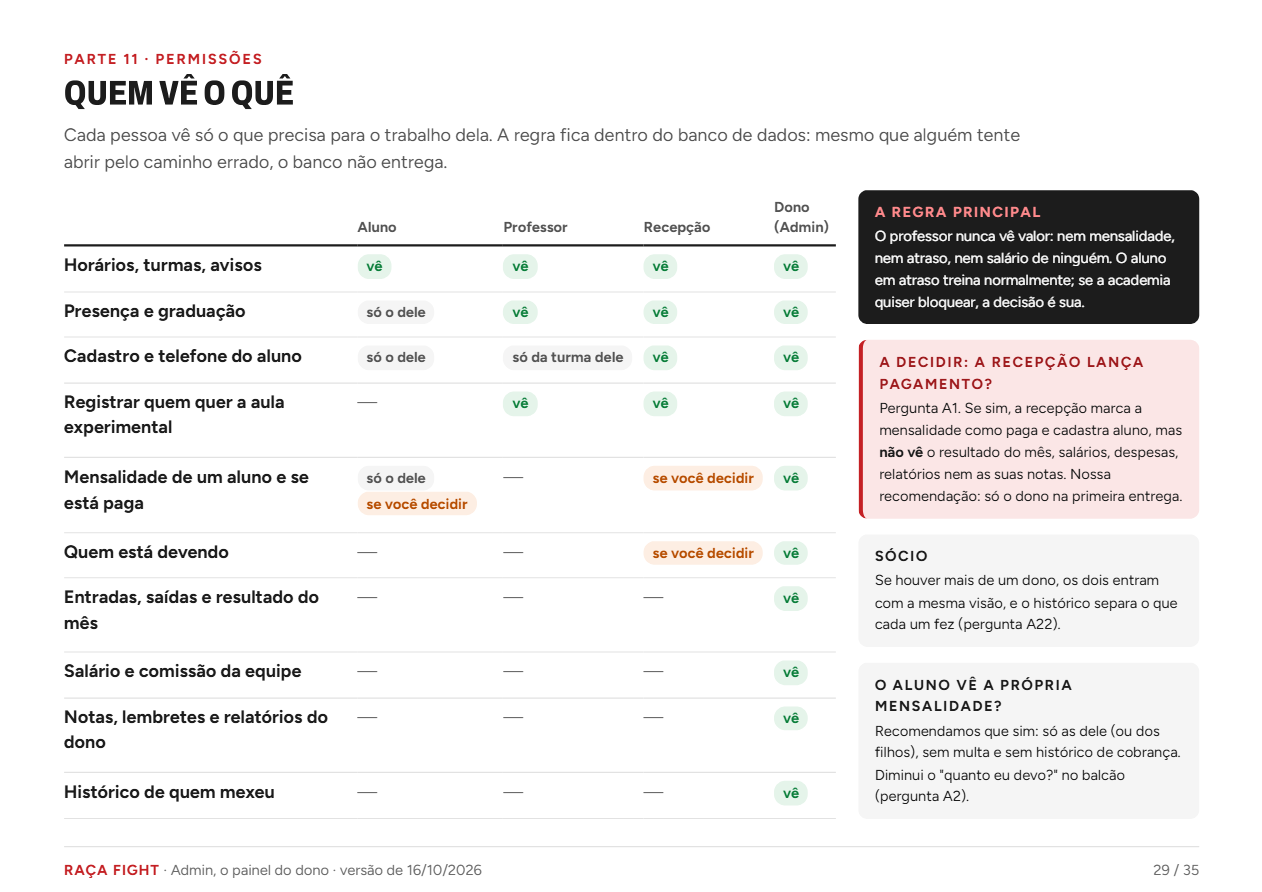 PARTE 11 · PERMISSÕES
QUEM VÊ O QUÊ
Cada pessoa vê só o que precisa para o trabalho dela. A regra fica dentro do banco de dados: mesmo que alguém tente
abrir pelo caminho errado, o banco não entrega.
Aluno Professor Recepção Dono (Admin)
Horários, turmas, avisos vê vê vê vê
Presença e graduação só o dele vê vê vê
Cadastro e telefone do aluno só o dele só da turma dele vê vê
Registrar quem quer a aula — vê vê vê
experimental
Mensalidade de um aluno e se só o dele — se você decidir vê
está paga se você decidir
Quem está devendo — — se você decidir vê
Entradas, saídas e resultado do — — — vê
mês
Salário e comissão da equipe — — — vê
Notas, lembretes e relatórios do — — — vê
dono
Histórico de quem mexeu — — — vê
A REGRA PRINCIPAL
O professor nunca vê valor: nem mensalidade,
nem atraso, nem salário de ninguém. O aluno
em atraso treina normalmente; se a academia
quiser bloquear, a decisão é sua.
A DECIDIR: A RECEPÇÃO LANÇA
PAGAMENTO?
Pergunta A1. Se sim, a recepção marca a
mensalidade como paga e cadastra aluno, mas
não vê o resultado do mês, salários, despesas,
relatórios nem as suas notas. Nossa
recomendação: só o dono na primeira entrega.
SÓCIO
Se houver mais de um dono, os dois entram
com a mesma visão, e o histórico separa o que
cada um fez (pergunta A22).
O ALUNO VÊ A PRÓPRIA
MENSALIDADE?
Recomendamos que sim: só as dele (ou dos
filhos), sem multa e sem histórico de cobrança.
Diminui o "quanto eu devo?" no balcão
(pergunta A2).
RAÇA FIGHT · Admin, o painel do dono · versão de 16/10/2026
29 / 35